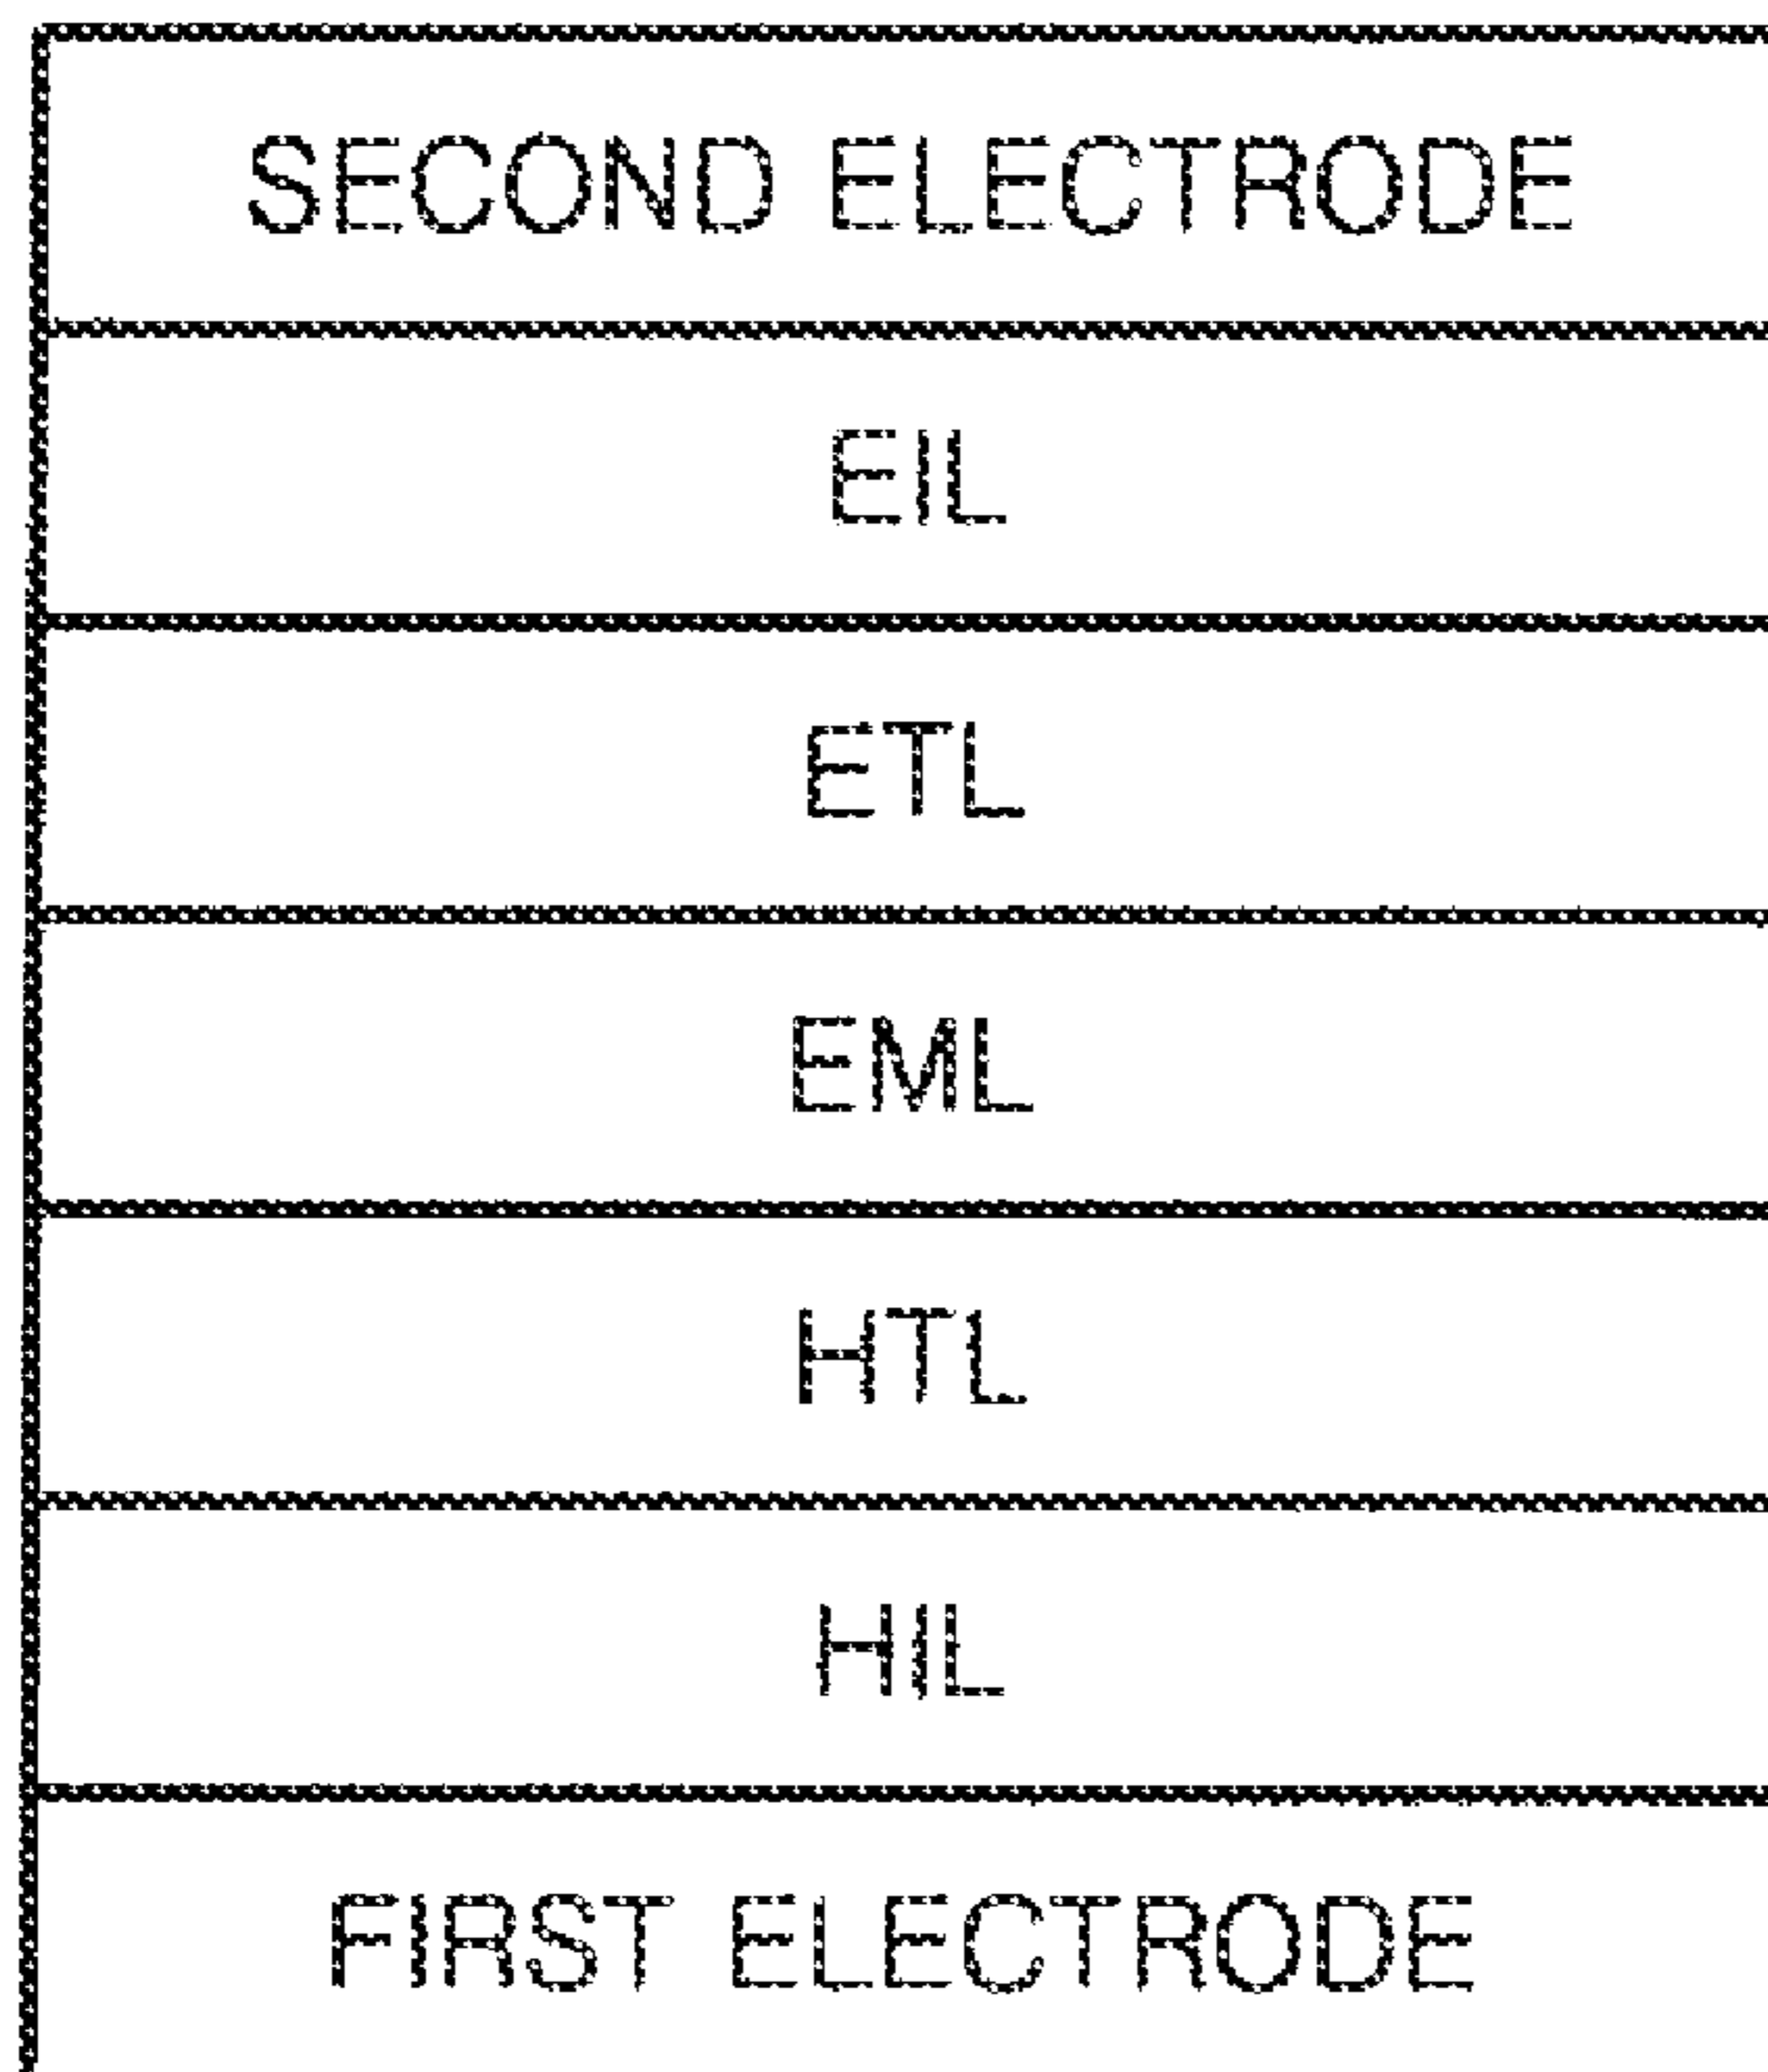 SECOND ELECTRODE
EIL
ETL
EML
HTL
HIL
FIRST ELECTRODE